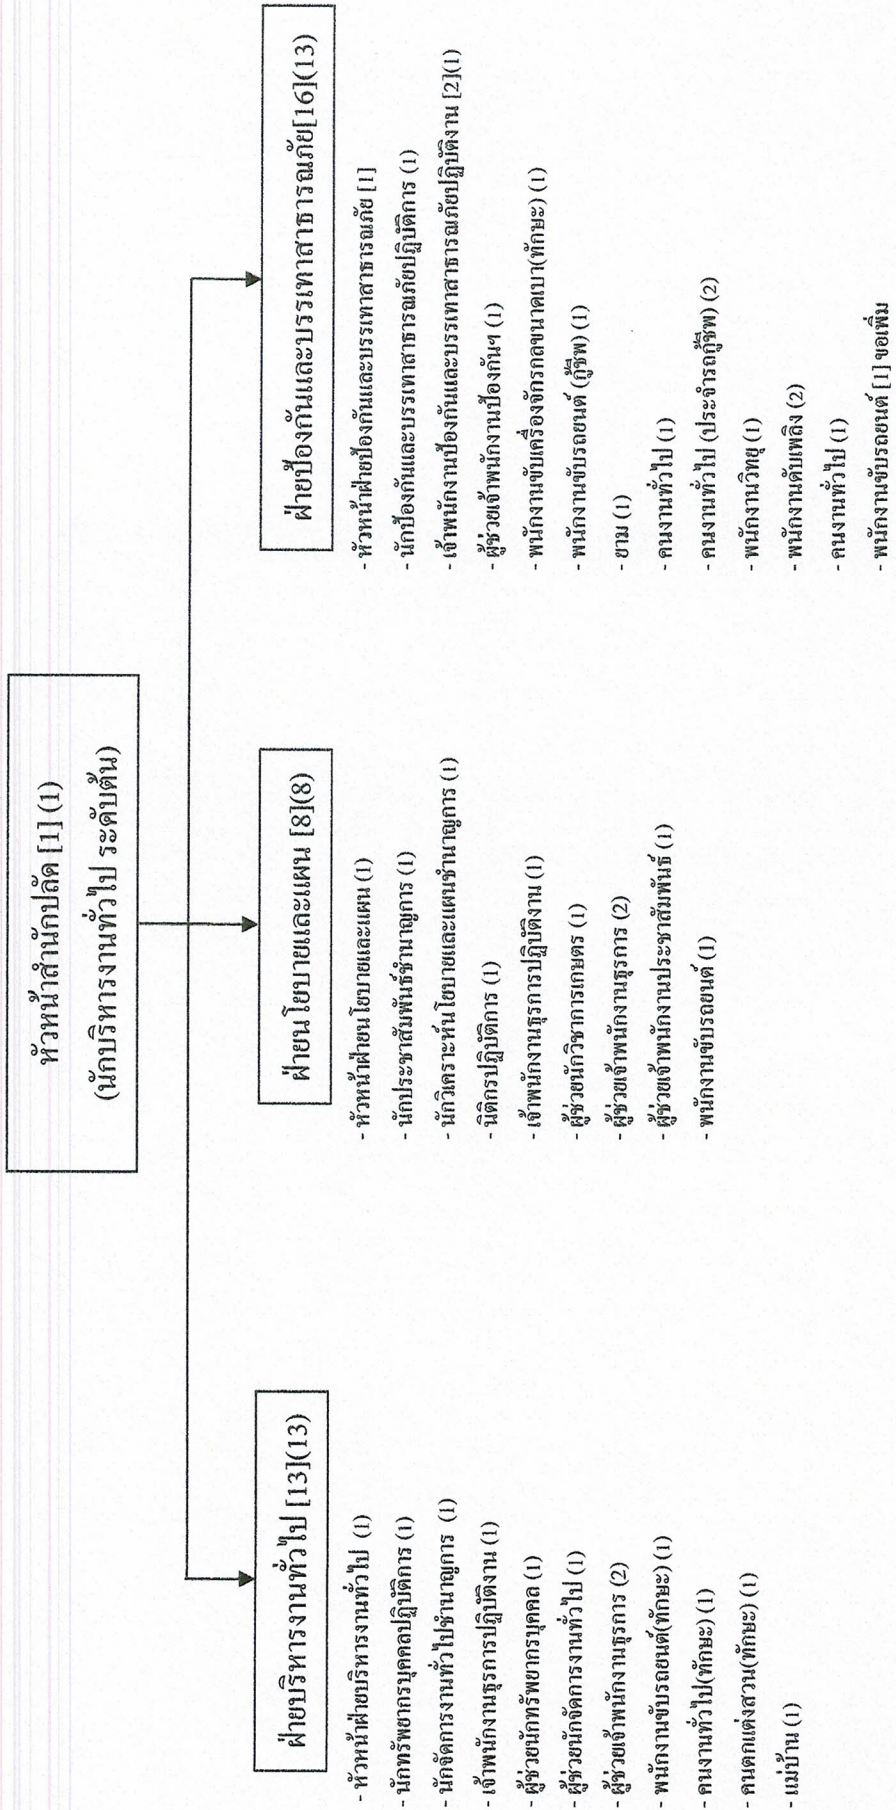 หัวหน้าสำนักปลัด [1] (1)
(นักบริหารงานทั่วไป ระดับต้น)
ฝ่ายบริหารงานทั่วไป [13](13)
- หัวหน้าฝ่ายบริหารงานทั่วไป (1)
- นักทรัพยากรบุคคลปฏิบัติการ (1)
- นักจัดการงานทั่วไปชำนาญการ (1)
- เจ้าพนักงานธุรการปฏิบัติงาน (1)
- ผู้ช่วยนักทรัพยากรบุคคล (1)
- ผู้ช่วยนักจัดการงานทั่วไป (1)
- ผู้ช่วยเจ้าพนักงานธุรการ (2)
- พนักงานขับรถยนต์(ทักษะ) (1)
- คนงานทั่วไป(ทักษะ) (1)
- คนตกแต่งสวน(ทักษะ) (1)
- แม่บ้าน (1)
ฝ่ายนโยบายและแผน [8](8)
- หัวหน้าฝ่ายนโยบายและแผน (1)
- นักประชาสัมพันธ์ชำนาญการ (1)
- นักวิเคราะห์นโยบายและแผนชำนาญการ (1)
- นิติกรปฏิบัติการ (1)
- เจ้าพนักงานธุรการปฏิบัติงาน (1)
- ผู้ช่วยนักวิชาการเกษตร (1)
- ผู้ช่วยเจ้าพนักงานธุรการ (2)
- ผู้ช่วยเจ้าพนักงานประชาสัมพันธ์ (1)
- พนักงานขับรถยนต์ (1)
ฝ่ายป้องกันและบรรเทาสาธารณภัย[16](13)
- หัวหน้าฝ่ายป้องกันและบรรเทาสาธารณภัย [1]
- นักป้องกันและบรรเทาสาธารณภัยปฏิบัติการ (1)
- เจ้าพนักงานป้องกันและบรรเทาสาธารณภัยปฏิบัติงาน [2](1)
- ผู้ช่วยเจ้าพนักงานป้องกันฯ (1)
- พนักงานขับเครื่องจักรกลขนาดเบา(ทักษะ) (1)
- พนักงานขับรถยนต์ (กู้ชีพ) (1)
- ยาม (1)
- คนงานทั่วไป (1)
- คนงานทั่วไป (ประจำรถกู้ชีพ) (2)
- พนักงานวิทยุ (1)
- พนักงานดับเพลิง (2)
- คนงานทั่วไป (1)
- พนักงานขับรถยนต์ [1] ขอเพิ่ม